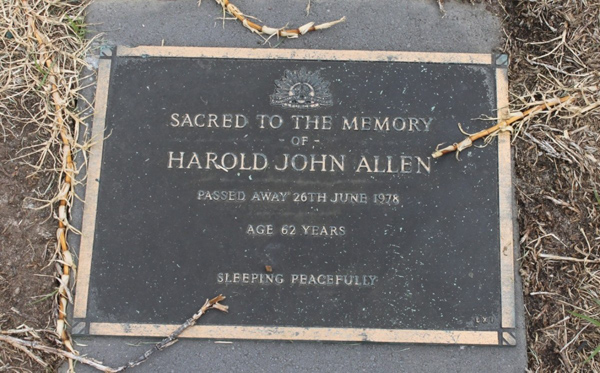 SACRED TO THE MEMORY
- OF -
HAROLD JOHN ALLEN
PASSED AWAY 26TH JUNE 1978
AGE 62 YEARS
SLEEPING PEACEFULLY